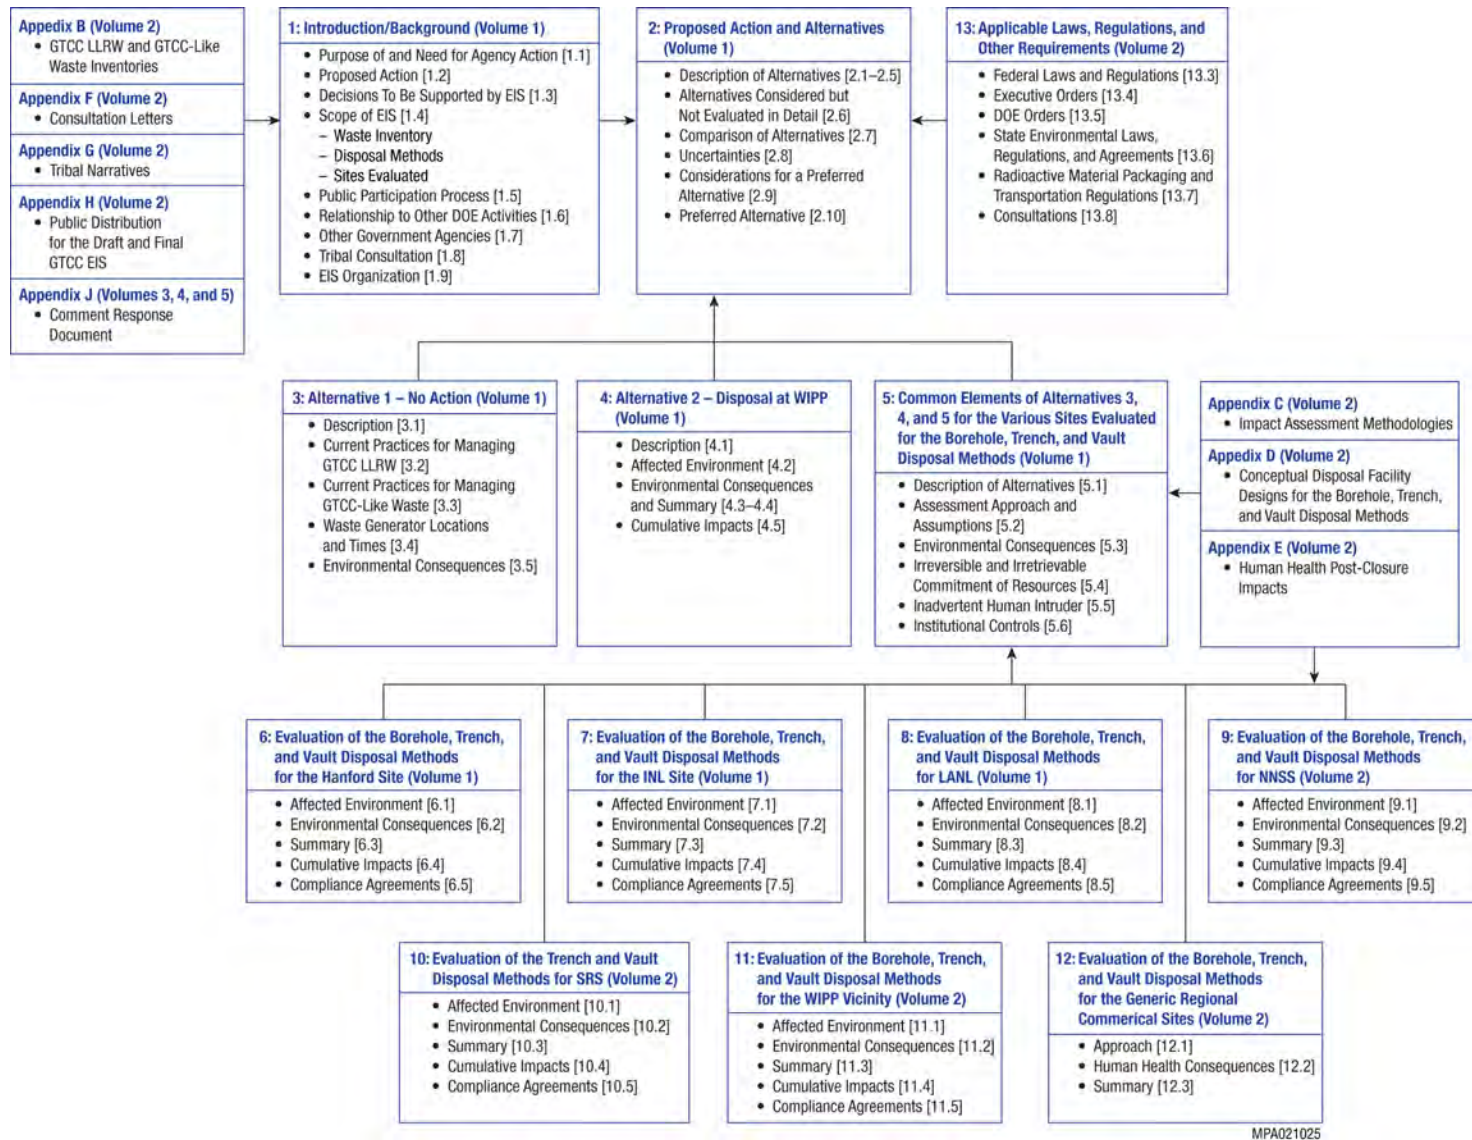 Appedix B (Volume 2)
• GTCC LLRW and GTCC-Like
Waste Inventories
Appendix F (Volume 2)
• Consultation Letters
Appendix G (Volume 2)
• Tribal Narratives
Appendix H (Volume 2)
• Public Distribution
for the Draft and Final
GTCC EIS
Appendix J (Volumes 3, 4, and 5)
• Comment Response
Document
1: Introduction/Background (Volume 1)
• Purpose of and Need for Agency Action [1.1]
• Proposed Action [1.2]
• Decisions To Be Supported by EIS [1.3]
• Scope of EIS [1.4]
– Waste Inventory
– Disposal Methods
– Sites Evaluated
• Public Participation Process [1.5]
• Relationship to Other DOE Activities [1.6]
• Other Government Agencies [1.7]
• Tribal Consultation [1.8]
• EIS Organization [1.9]
2: Proposed Action and Alternatives
(Volume 1)
• Description of Alternatives [2.1–2.5]
• Alternatives Considered but
Not Evaluated in Detail [2.6]
• Comparison of Alternatives [2.7]
• Uncertainties [2.8]
• Considerations for a Preferred
Alternative [2.9]
• Preferred Alternative [2.10]
13: Applicable Laws, Regulations, and
Other Requirements (Volume 2)
• Federal Laws and Regulations [13.3]
• Executive Orders [13.4]
• DOE Orders [13.5]
• State Environmental Laws,
Regulations, and Agreements [13.6]
• Radioactive Material Packaging and
Transportation Regulations [13.7]
• Consultations [13.8]
3: Alternative 1 – No Action (Volume 1)
• Description [3.1]
• Current Practices for Managing
GTCC LLRW [3.2]
• Current Practices for Managing
GTCC-Like Waste [3.3]
• Waste Generator Locations
and Times [3.4]
• Environmental Consequences [3.5]
4: Alternative 2 – Disposal at WIPP
(Volume 1)
• Description [4.1]
• Affected Environment [4.2]
• Environmental Consequences
and Summary [4.3–4.4]
• Cumulative Impacts [4.5]
5: Common Elements of Alternatives 3,
4, and 5 for the Various Sites Evaluated
for the Borehole, Trench, and Vault
Disposal Methods (Volume 1)
• Description of Alternatives [5.1]
• Assessment Approach and
Assumptions [5.2]
• Environmental Consequences [5.3]
• Irreversible and Irretrievable
Commitment of Resources [5.4]
• Inadvertent Human Intruder [5.5]
• Institutional Controls [5.6]
Appendix C (Volume 2)
• Impact Assessment Methodologies
Appedix D (Volume 2)
• Conceptual Disposal Facility
Designs for the Borehole, Trench,
and Vault Disposal Methods
Appendix E (Volume 2)
• Human Health Post-Closure
Impacts
6: Evaluation of the Borehole, Trench,
and Vault Disposal Methods
for the Hanford Site (Volume 1)
• Affected Environment [6.1]
• Environmental Consequences [6.2]
• Summary [6.3]
• Cumulative Impacts [6.4]
• Compliance Agreements [6.5]
7: Evaluation of the Borehole, Trench,
and Vault Disposal Methods
for the INL Site (Volume 1)
• Affected Environment [7.1]
• Environmental Consequences [7.2]
• Summary [7.3]
• Cumulative Impacts [7.4]
• Compliance Agreements [7.5]
8: Evaluation of the Borehole, Trench,
and Vault Disposal Methods
for LANL (Volume 1)
• Affected Environment [8.1]
• Environmental Consequences [8.2]
• Summary [8.3]
• Cumulative Impacts [8.4]
• Compliance Agreements [8.5]
9: Evaluation of the Borehole, Trench,
and Vault Disposal Methods
for NNSS (Volume 2)
• Affected Environment [9.1]
• Environmental Consequences [9.2]
• Summary [9.3]
• Cumulative Impacts [9.4]
• Compliance Agreements [9.5]
10: Evaluation of the Trench and Vault
Disposal Methods for SRS (Volume 2)
• Affected Environment [10.1]
• Environmental Consequences [10.2]
• Summary [10.3]
• Cumulative Impacts [10.4]
• Compliance Agreements [10.5]
11: Evaluation of the Borehole, Trench,
and Vault Disposal Methods
for the WIPP Vicinity (Volume 2)
• Affected Environment [11.1]
• Environmental Consequences [11.2]
• Summary [11.3]
• Cumulative Impacts [11.4]
• Compliance Agreements [11.5]
12: Evaluation of the Borehole, Trench,
and Vault Disposal Methods
for the Generic Regional
Commerical Sites (Volume 2)
• Approach [12.1]
• Human Health Consequences [12.2]
• Summary [12.3]
MPA021025